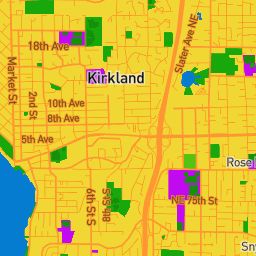 18th Ave
Slater Ave NE
Kirkland
Market St
2nd St
10th Ave
8th Ave
5th Ave
Rose
6th St S
8th St S
NE 75th St
Sny